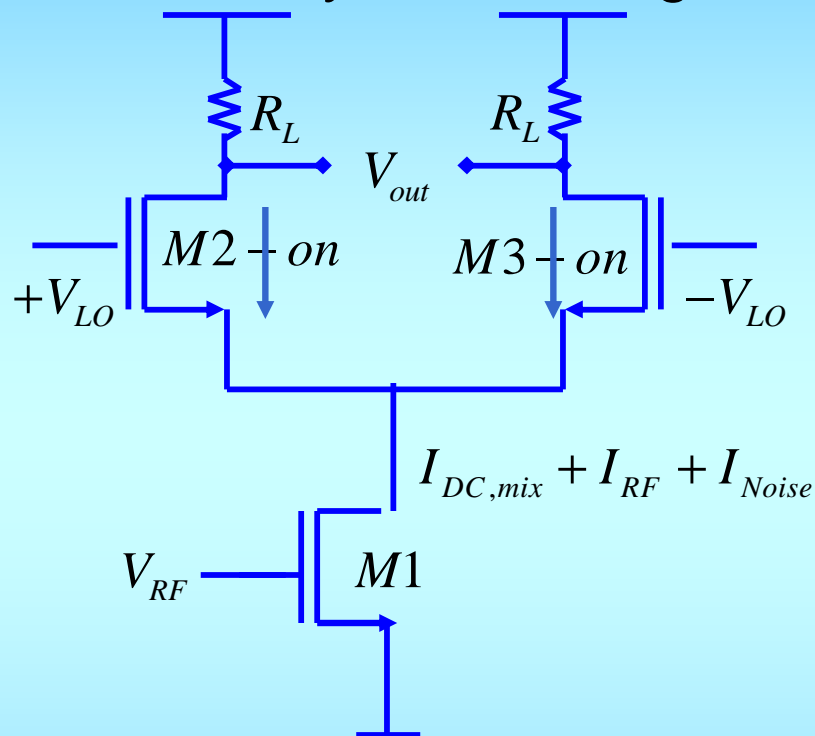 R_L
R_L
V_out
M2 - on
M3 - on
+V_LO
-V_LO
I_DC,mix + I_RF + I_Noise
V_RF
M1